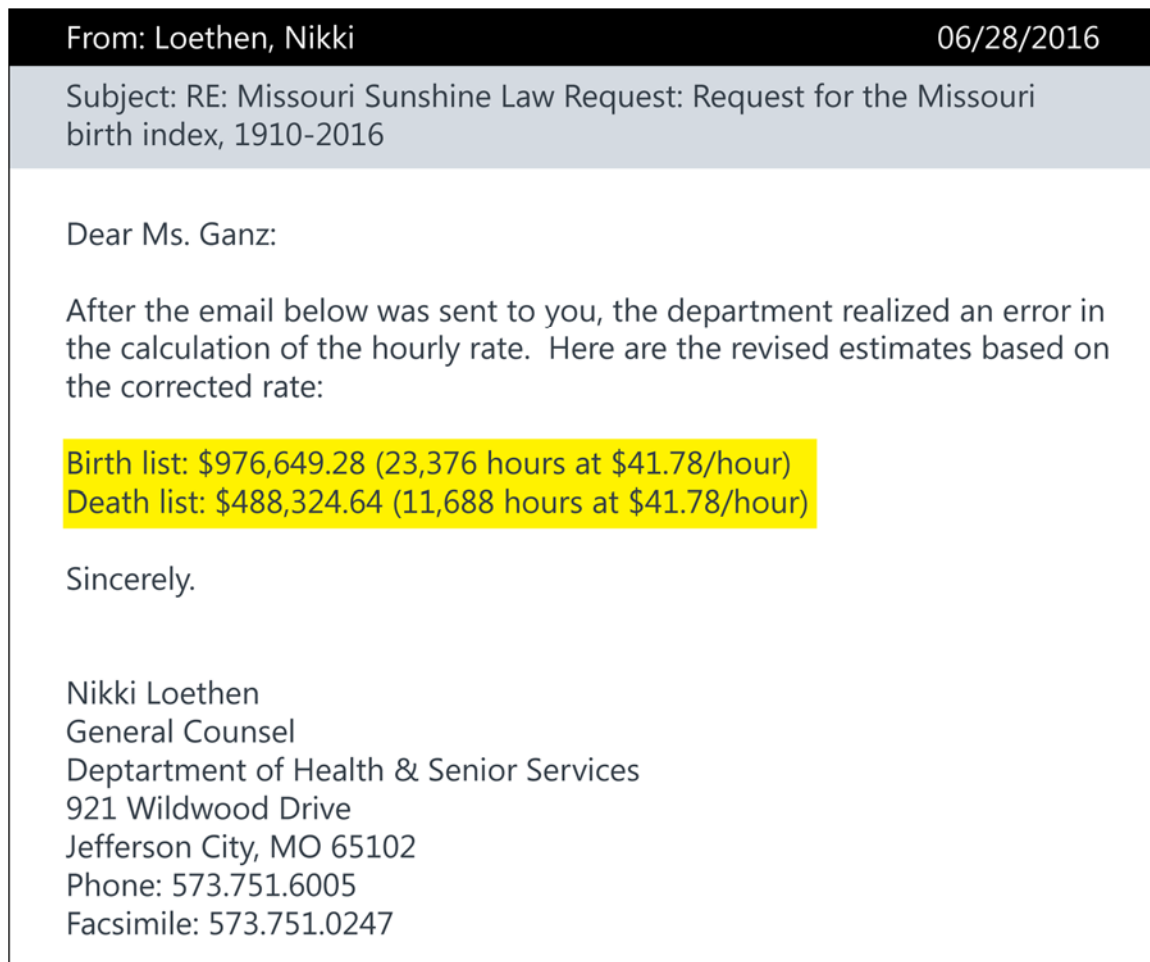 From: Loethen, Nikki 06/28/2016
Subject: RE: Missouri Sunshine Law Request: Request for the Missouri
birth index, 1910-2016
Dear Ms. Ganz:
After the email below was sent to you, the department realized an error in
the calculation of the hourly rate.  Here are the revised estimates based on
the corrected rate:
Birth list: $976,649.28 (23,376 hours at $41.78/hour)
Death list: $488,324.64 (11,688 hours at $41.78/hour)
Sincerely.
Nikki Loethen
General Counsel
Deptartment of Health & Senior Services
921 Wildwood Drive
Jefferson City, MO 65102
Phone: 573.751.6005
Facsimile: 573.751.0247